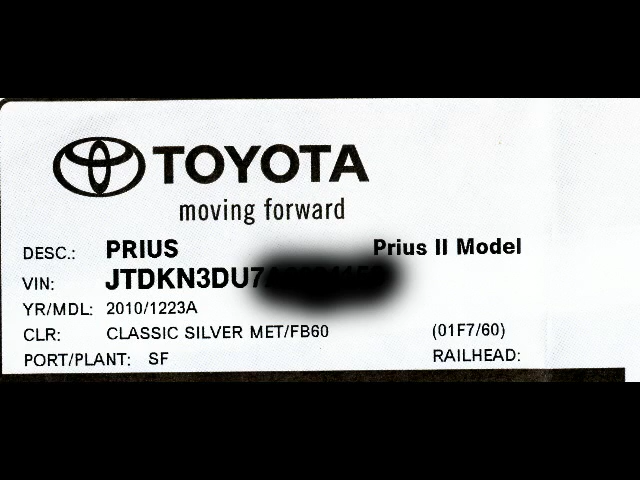 TOYOTA
moving forward
DESC.: PRIUS Prius II Model
VIN: JTDKN3DU7
YR/MDL: 2010/1223A
CLR: CLASSIC SILVER MET/FB60 (01F7/60)
PORT/PLANT: SF RAILHEAD: